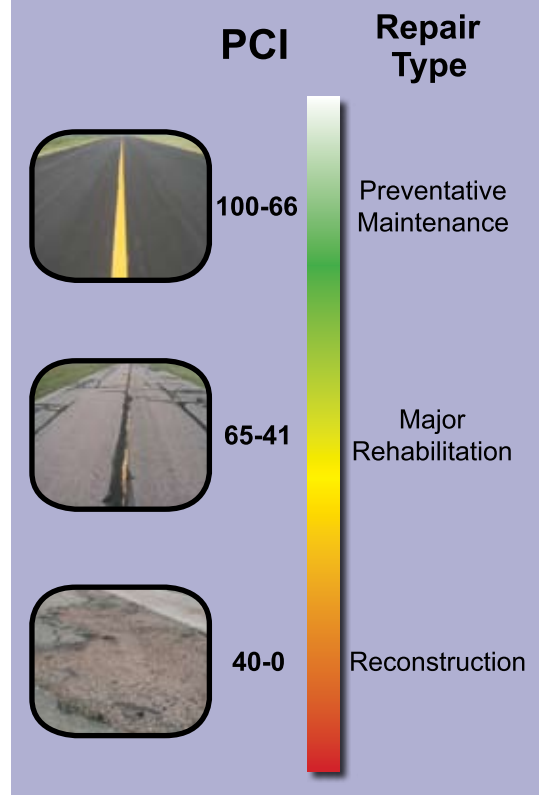 PCI
Repair
Type
100-66
Preventative
Maintenance
65-41
Major
Rehabilitation
40-0
Reconstruction